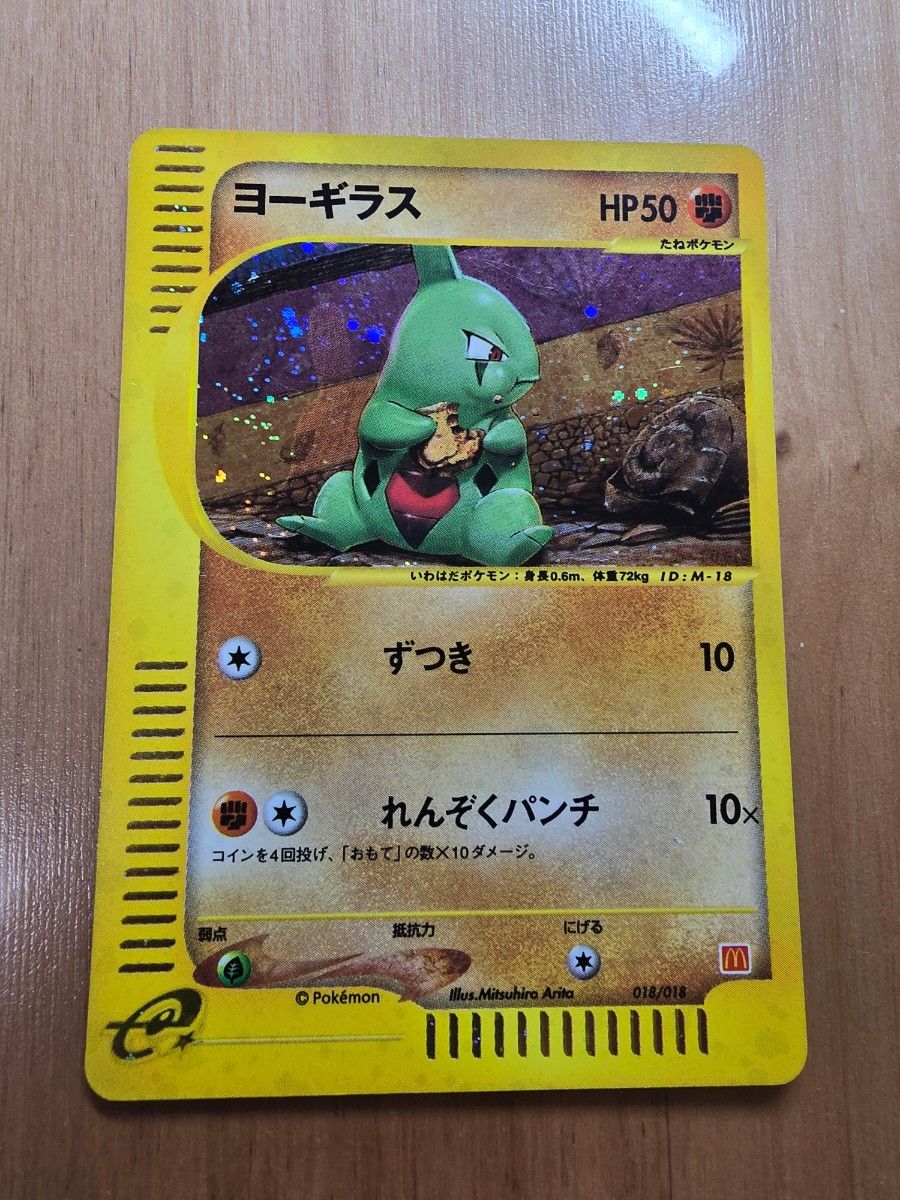 ヨーギラス HP50
たねポケモン
いわはだポケモン:身長0.6m、体重72kg ID:M-18
ずつき 10
れんぞくパンチ 10×
コインを4回投げ、「おもて」の数×10ダメージ。
弱点 抵抗力 にげる
© Pokémon Illus.Mitsuhiro Arita 018/018
e